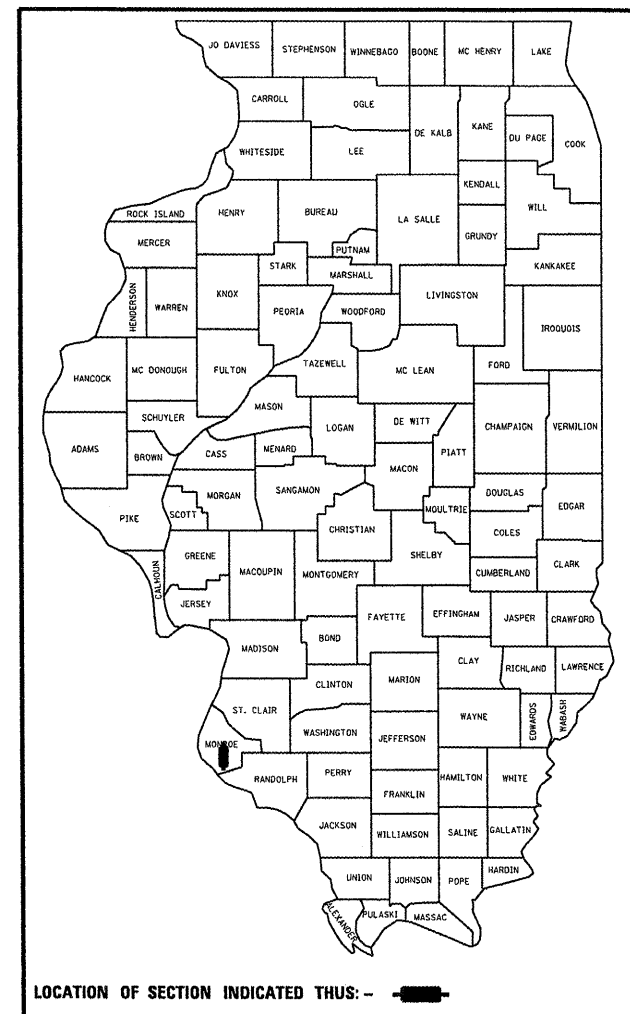 JO DAVIESS
STEPHENSON
WINNEBAGO
BOONE
MC HENRY
LAKE
CARROLL
OGLE
DE KALB
KANE
DU PAGE
COOK
WHITESIDE
LEE
KENDALL
WILL
ROCK ISLAND
HENRY
BUREAU
LA SALLE
GRUNDY
MERCER
PUTNAM
STARK
MARSHALL
KANKAKEE
HENDERSON
WARREN
KNOX
PEORIA
WOODFORD
LIVINGSTON
IROQUOIS
HANCOCK
MC DONOUGH
FULTON
TAZEWELL
MC LEAN
FORD
SCHUYLER
MASON
LOGAN
DE WITT
CHAMPAIGN
VERMILION
ADAMS
BROWN
CASS
MENARD
MACON
PIATT
PIKE
SCOTT
MORGAN
SANGAMON
CHRISTIAN
MOULTRIE
DOUGLAS
COLES
EDGAR
CALHOUN
GREENE
MACOUPIN
MONTGOMERY
SHELBY
CUMBERLAND
CLARK
JERSEY
FAYETTE
EFFINGHAM
JASPER
CRAWFORD
MADISON
BOND
CLAY
RICHLAND
LAWRENCE
CLINTON
MARION
ST. CLAIR
WASHINGTON
JEFFERSON
WAYNE
EDWARDS
WABASH
MONROE
RANDOLPH
PERRY
FRANKLIN
HAMILTON
WHITE
JACKSON
WILLIAMSON
SALINE
GALLATIN
UNION
JOHNSON
POPE
HARDIN
ALEXANDER
PULASKI
MASSAC
LOCATION OF SECTION INDICATED THUS: -